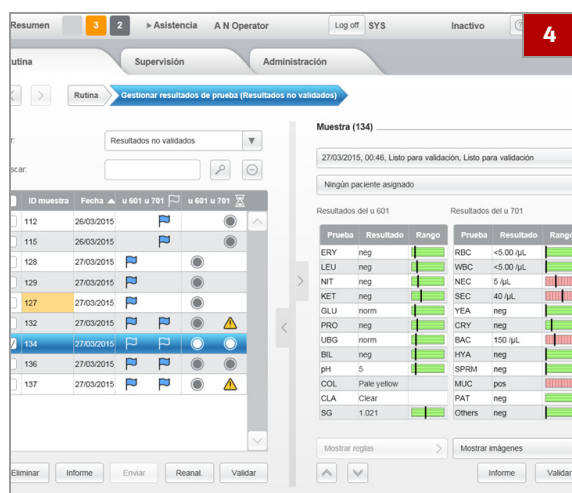 Resumen 3 2 Asistencia A N Operator Log off SYS Inactivo ? 4
utina Supervisión Administración
Rutina Gestionar resultados de prueba (Resultados no validados)
Muestra (134)
r: Resultados no validados
27/03/2015, 00:46, Listo para validación, Listo para validación
scar:
Ningún paciente asignado
Resultados del u 601 Resultados del u 701
ID muestra Fecha u 601 u 701 u 601 u 701
Prueba Resultado Rango Prueba Resultado Rango
112 26/03/2015
115 26/03/2015
128 27/03/2015
129 27/03/2015
127 27/03/2015
132 27/03/2015
134 27/03/2015
136 27/03/2015
137 27/03/2015
ERY neg RBC <5.00 /µL
LEU neg WBC <5.00 /µL
NIT neg NEC 5 /µL
KET neg SEC 40 /µL
GLU norm YEA neg
PRO neg CRY neg
UBG norm BAC 150 /µL
BIL neg HYA neg
pH 5 SPRM neg
COL Pale yellow MUC pos
CLA Clear PAT neg
SG 1.021 Others neg
Mostrar reglas Mostrar imágenes
Eliminar Informe Enviar Reanal. Validar
Informe Validar